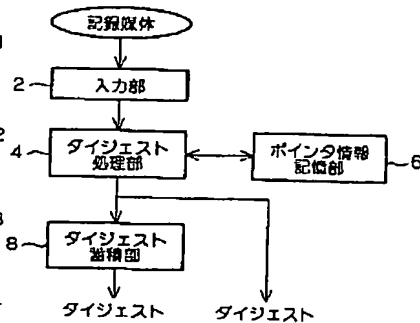 記録媒体
2
入力部
4
ダイジェスト
処理部
ポインタ情報
記憶部
6
8
ダイジェスト
蓄積部
ダイジェスト
ダイジェスト